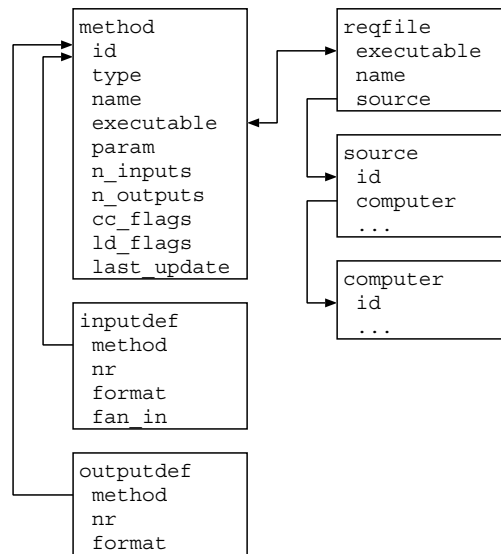 method
id
type
name
executable
param
n_inputs
n_outputs
cc_flags
ld_flags
last_update
inputdef
method
nr
format
fan_in
outputdef
method
nr
format
reqfile
executable
name
source
source
id
computer
...
computer
id
...